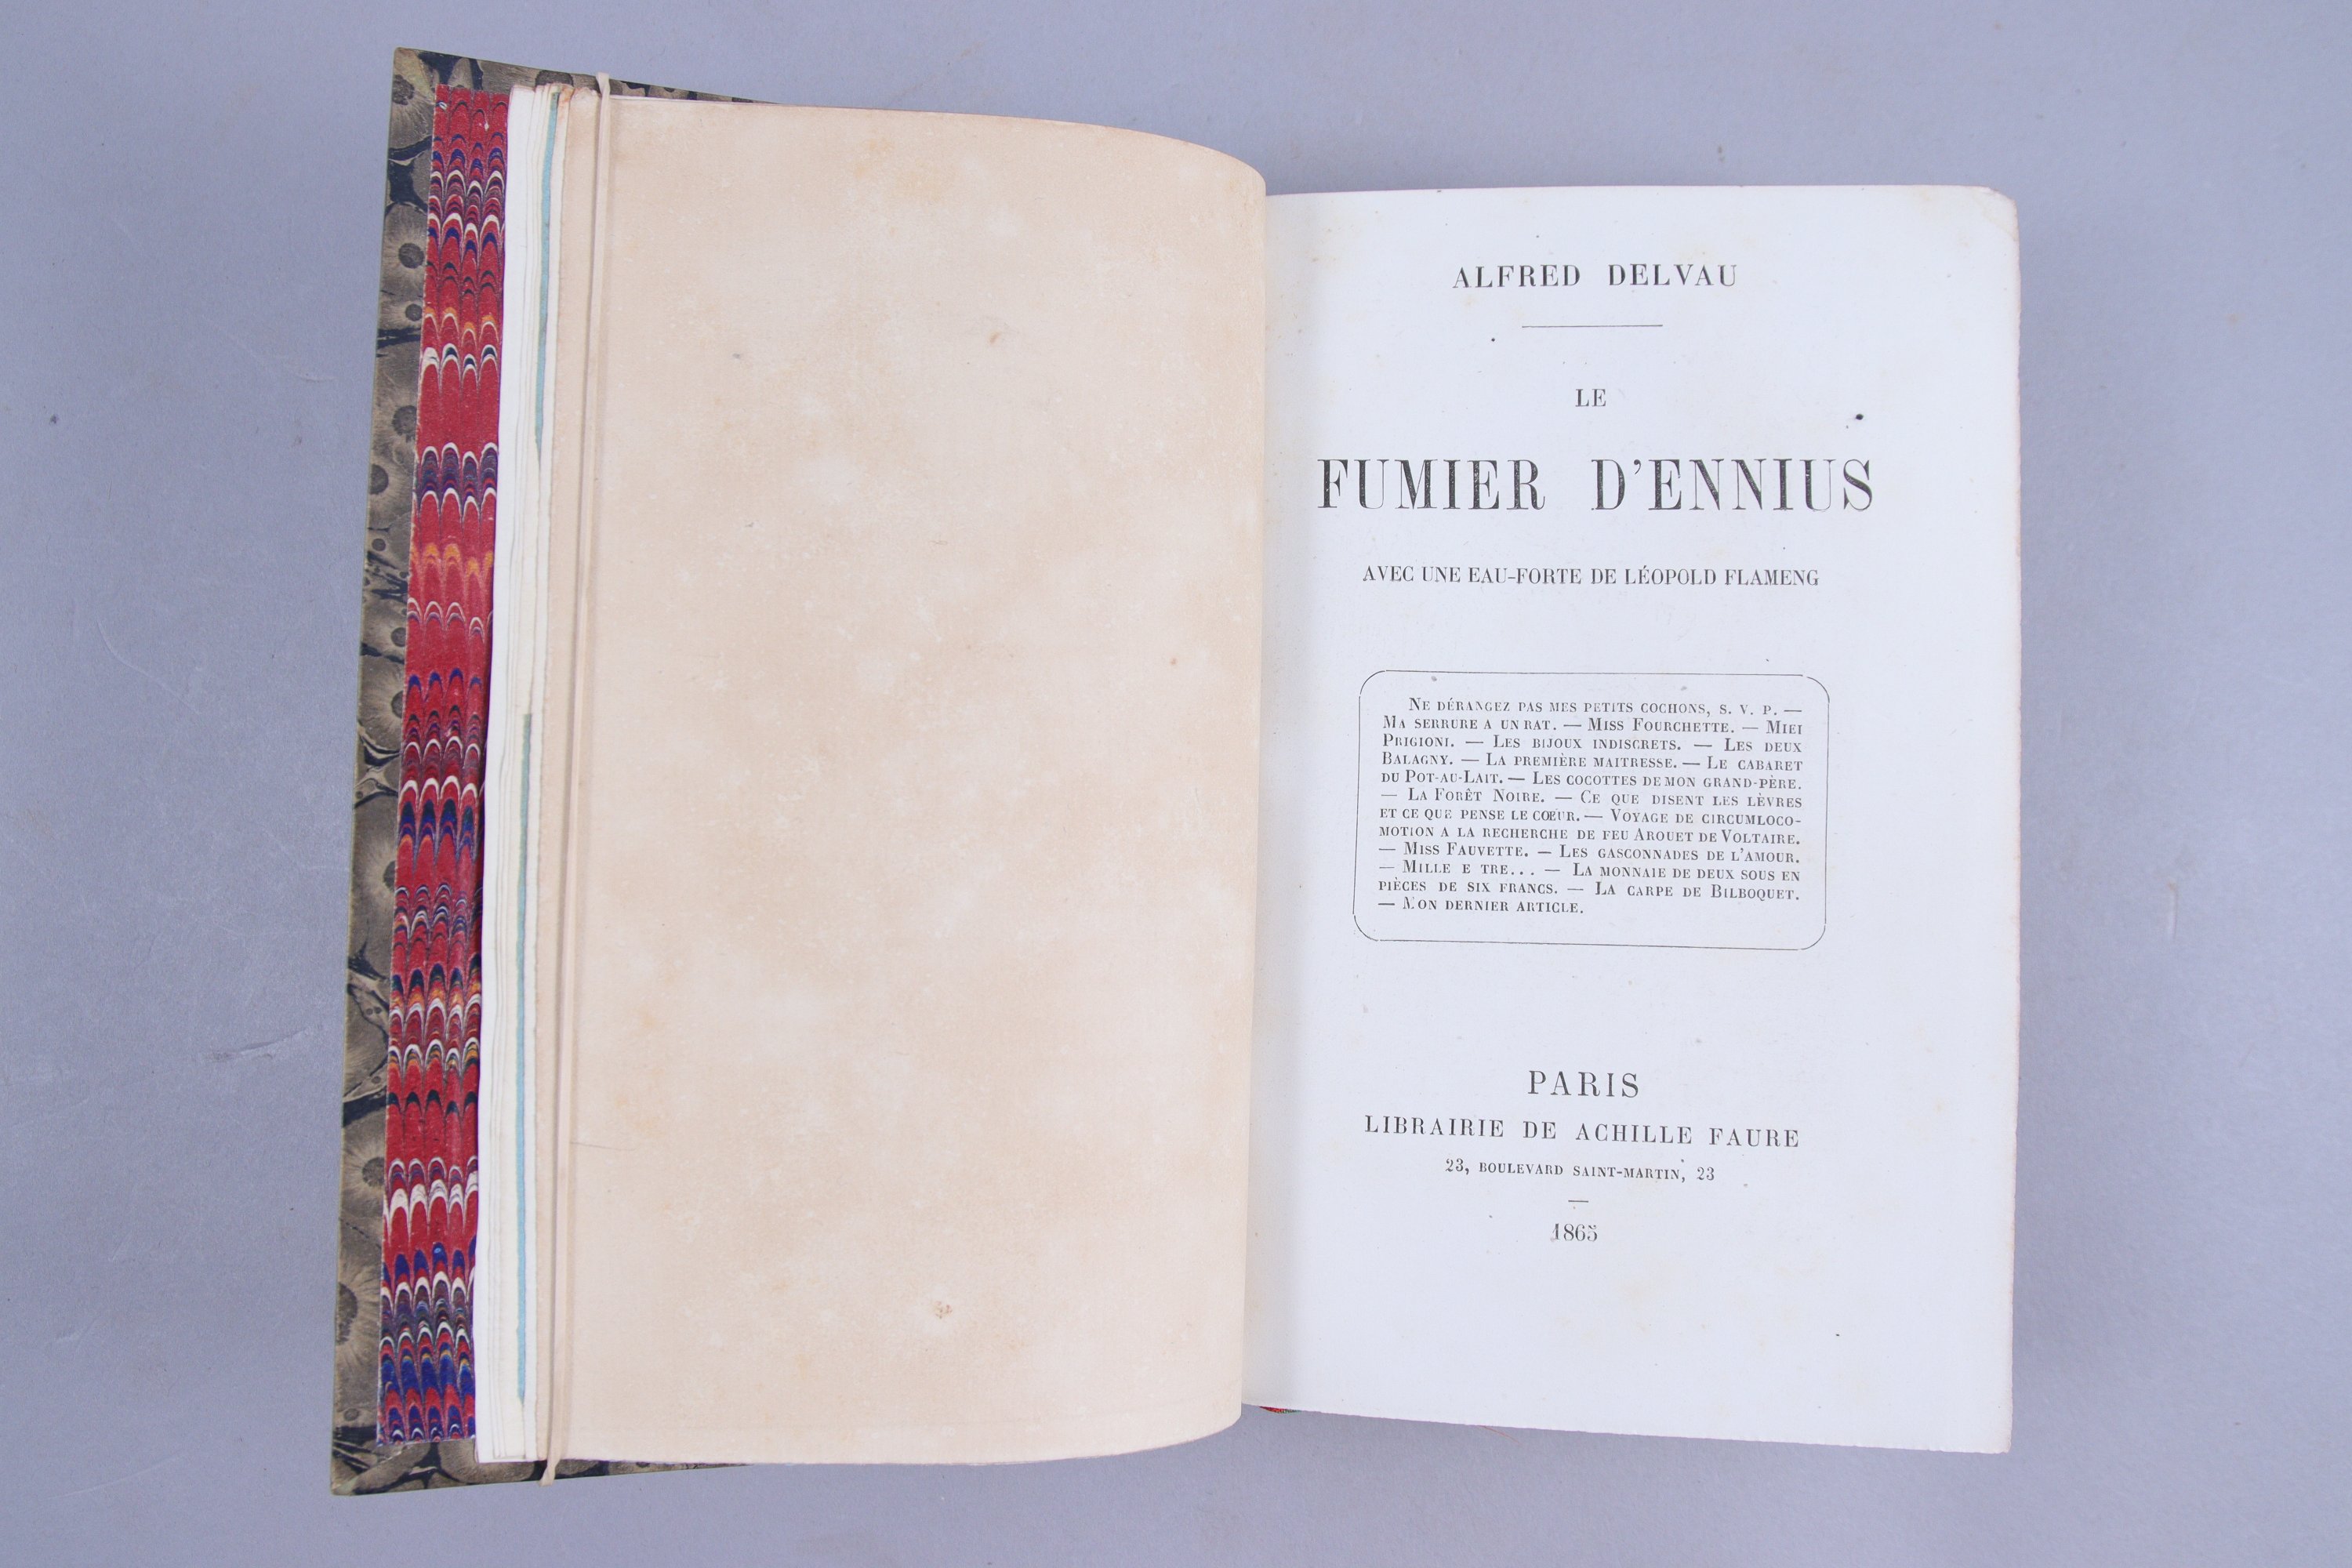 ALFRED DELVAU
LE
FUMIER D'ENNIUS
AVEC UNE EAU-FORTE DE LÉOPOLD FLAMENG
NE DÉRANGEZ PAS MES PETITS COCHONS, S. V. P. —
MA SERRURE A UN RAT. — MISS FOURCHETTE. — MIEI
PRIGIONI. — LES BIJOUX INDISCRETS. — LES DEUX
BALAGNY. — LA PREMIÈRE MAITRESSE. — LE CABARET
DU POT-AU-LAIT. — LES COCOTTES DE MON GRAND-PÈRE.
— LA FORÊT NOIRE. — CE QUE DISENT LES LÈVRES
ET CE QUE PENSE LE CŒUR. — VOYAGE DE CIRCUMLOCO-
MOTION A LA RECHERCHE DE FEU AROUET DE VOLTAIRE.
— MISS FAUVETTE. — LES GASCONNADES DE L'AMOUR.
— MILLE E TRE... — LA MONNAIE DE DEUX SOUS EN
PIÈCES DE SIX FRANCS. — LA CARPE DE BILBOQUET.
— MON DERNIER ARTICLE.
PARIS
LIBRAIRIE DE ACHILLE FAURE
23, BOULEVARD SAINT-MARTIN, 23
1865